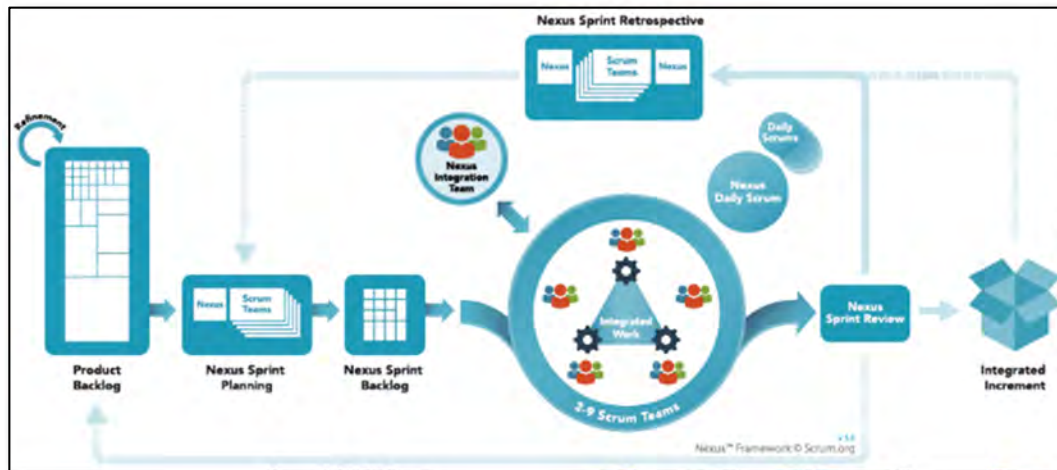 Nexus Sprint Retrospective
Nexus
Scrum
Teams
Nexus
Refinement
Nexus
Integration
Team
Daily
Scrums
Nexus
Daily Scrum
Nexus
Scrum
Teams
Integrated
Work
Nexus
Sprint Review
Product
Backlog
Nexus Sprint
Planning
Nexus Sprint
Backlog
Integrated
Increment
2-9 Scrum Teams
Nexus™ Framework © Scrum.org